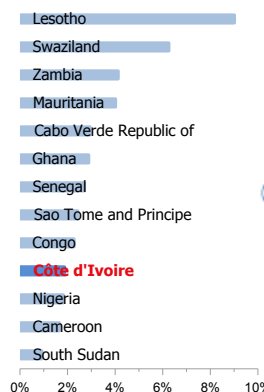 Lesotho
Swaziland
Zambia
Mauritania
Cabo Verde Republic of
Ghana
Senegal
Sao Tome and Principe
Congo
Côte d'Ivoire
Nigeria
Cameroon
South Sudan
0% 2% 4% 6% 8% 10%